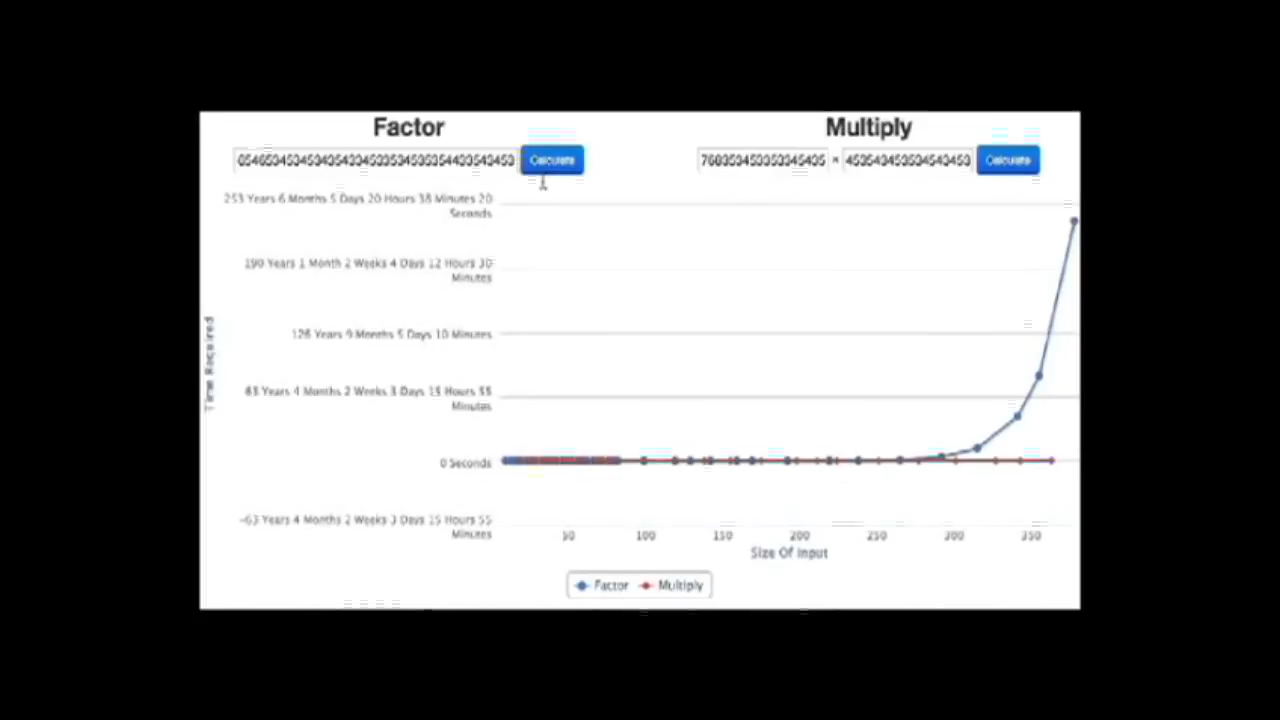 Factor
Multiply
Calculate
×
Calculate
253 Years 6 Months 5 Days 20 Hours 38 Minutes 20
Seconds
190 Years 1 Month 2 Weeks 4 Days 12 Hours 30
Minutes
126 Years 9 Months 5 Days 10 Minutes
63 Years 4 Months 2 Weeks 3 Days 15 Hours 55
Minutes
0 Seconds
-63 Years 4 Months 2 Weeks 3 Days 15 Hours 55
Minutes
Time Required
50 100 150 200 250 300 350
Size Of Input
Factor Multiply